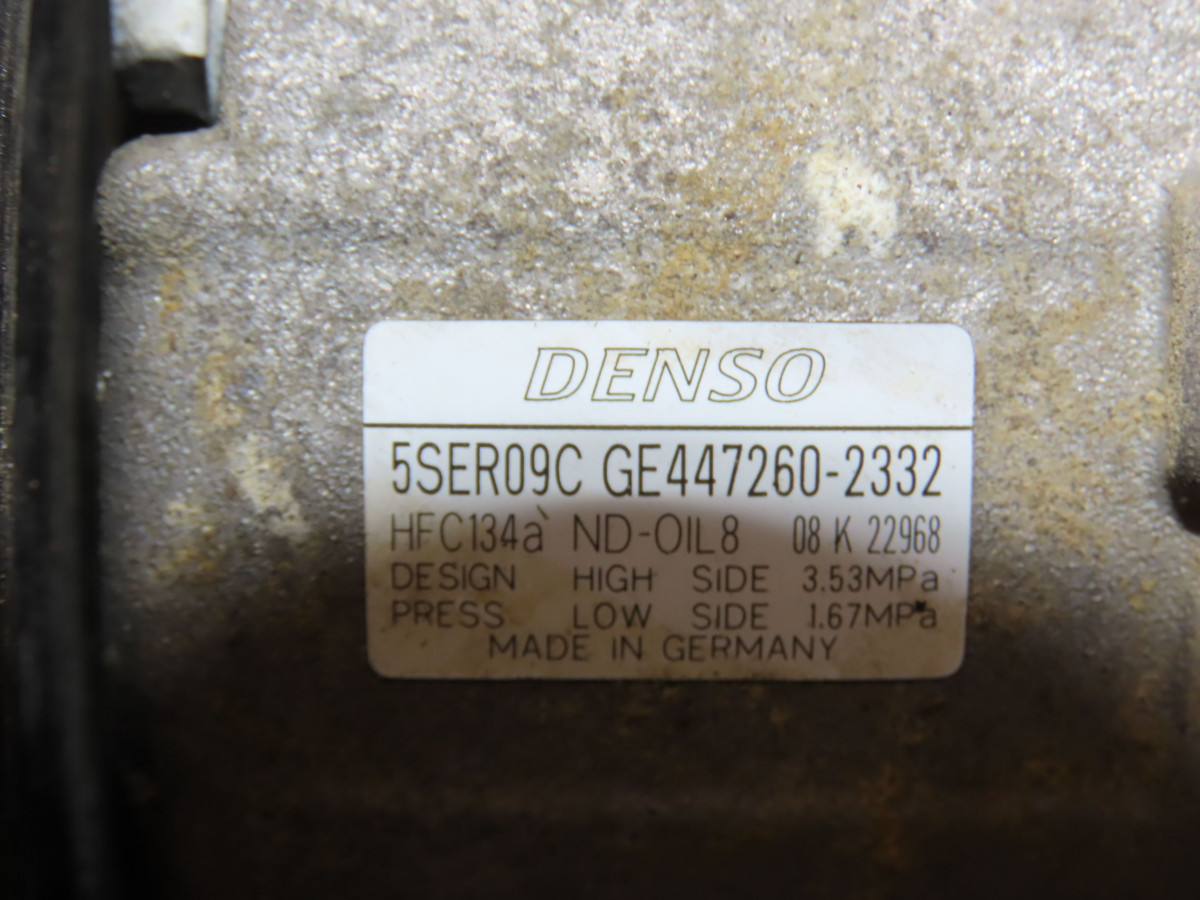 DENSO
5SER09C GE447260-2332
HFC134a ND-OIL8 08 K 22968
DESIGN HIGH SIDE 3.53MPa
PRESS LOW SIDE 1.67MPa
MADE IN GERMANY